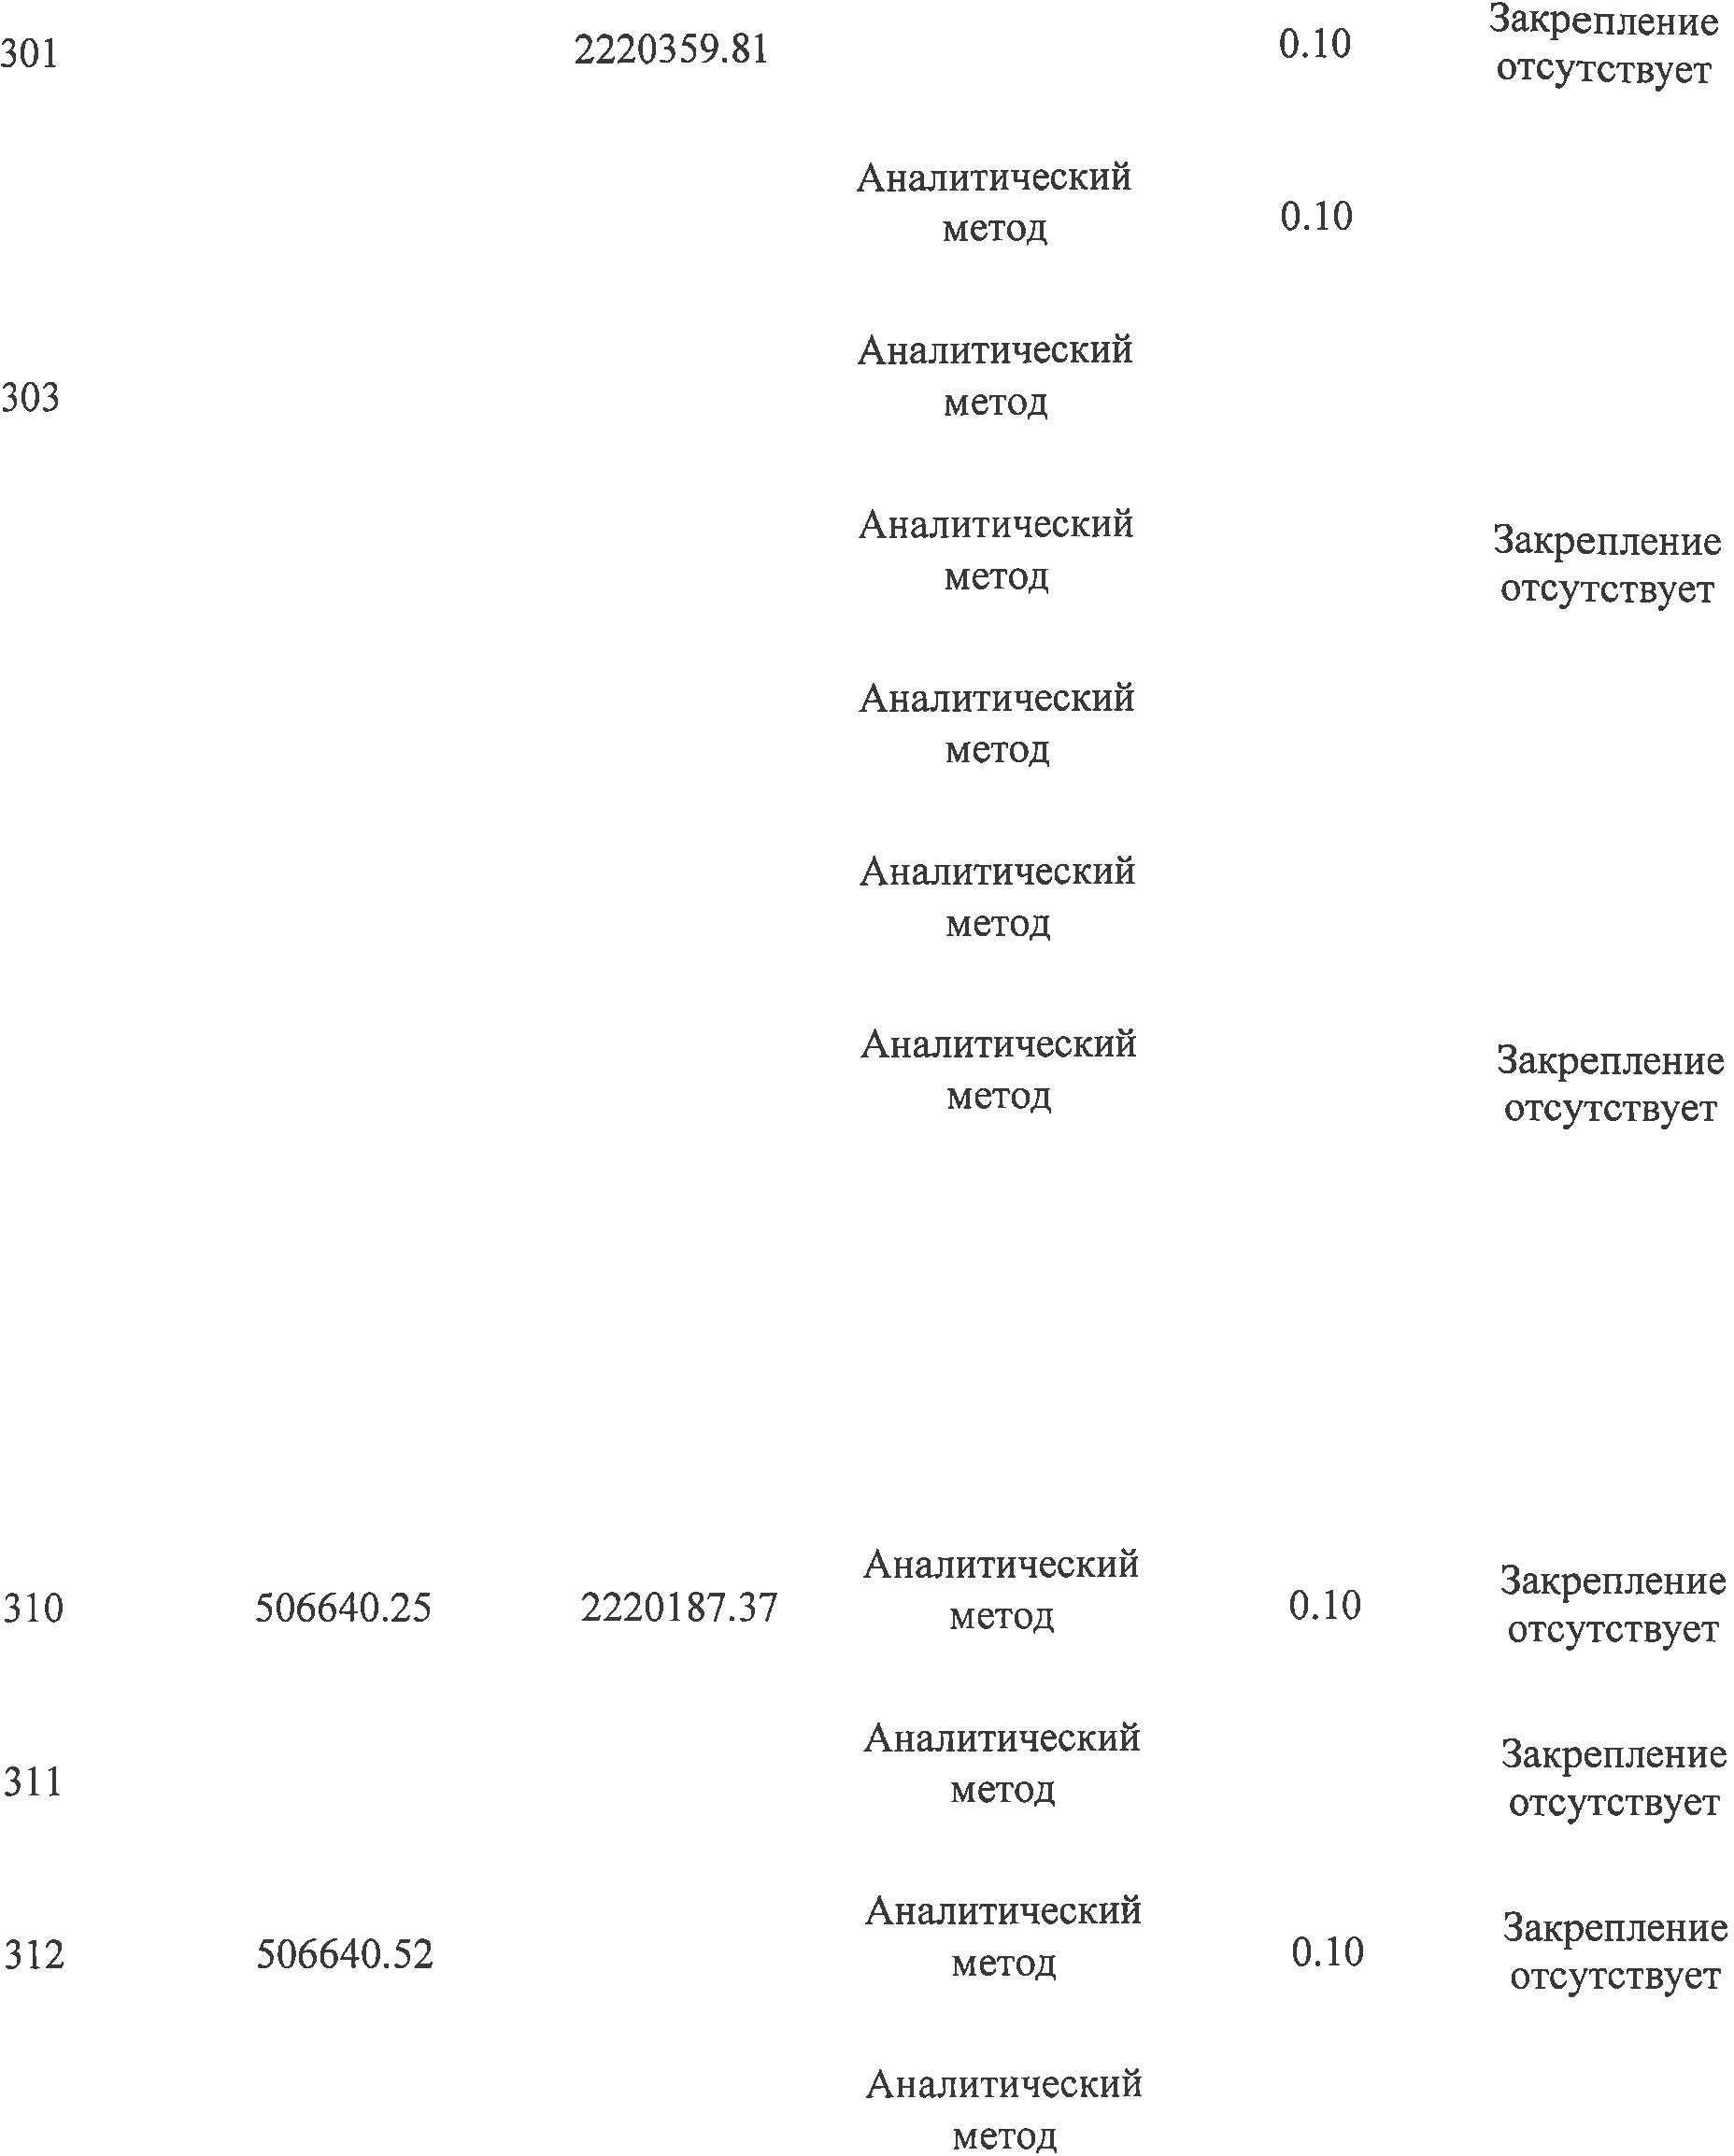 301 2220359.81 0.10 Закрепление
отсутствует
Аналитический
метод 0.10
Аналитический
303 метод
Аналитический Закрепление
метод отсутствует
Аналитический
метод
Аналитический
метод
Аналитический Закрепление
метод отсутствует
Аналитический Закрепление
310 506640.25 2220187.37 метод 0.10 отсутствует
Аналитический Закрепление
311 метод отсутствует
Аналитический Закрепление
312 506640.52 метод 0.10 отсутствует
Аналитический
метод